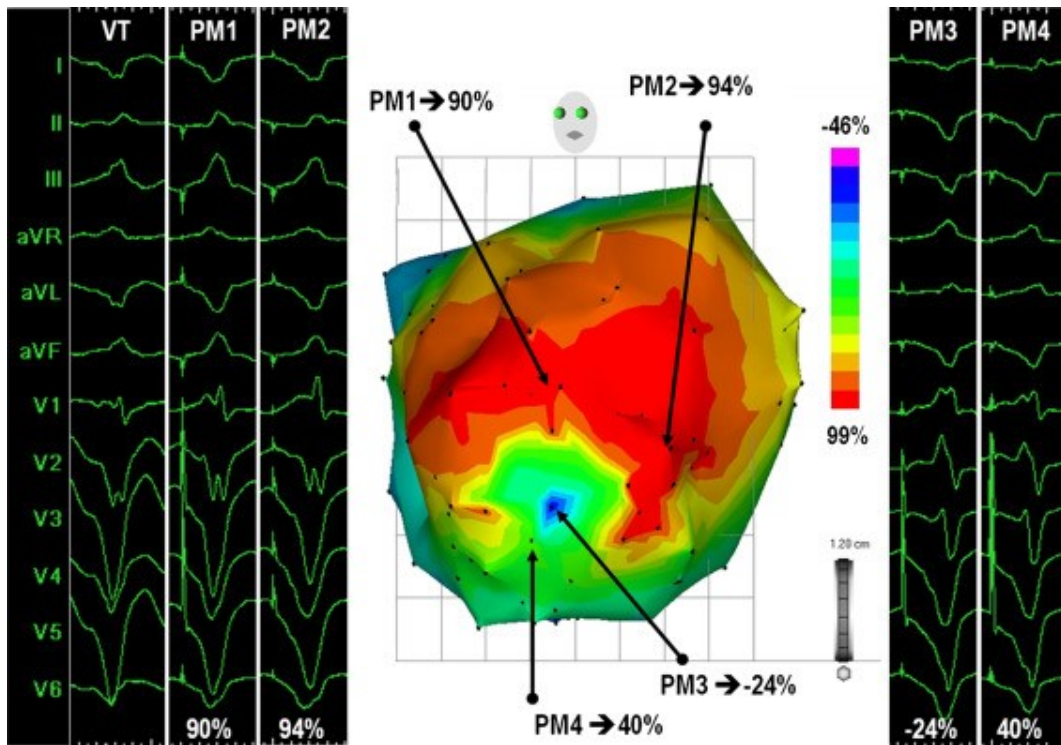 VT PM1 PM2
I
II
III
aVR
aVL
aVF
V1
V2
V3
V4
V5
V6
90% 94%
PM1➔90%
PM2➔94%
-46%
99%
1.20 cm
PM3➔-24%
PM4➔40%
PM3 PM4
-24% 40%